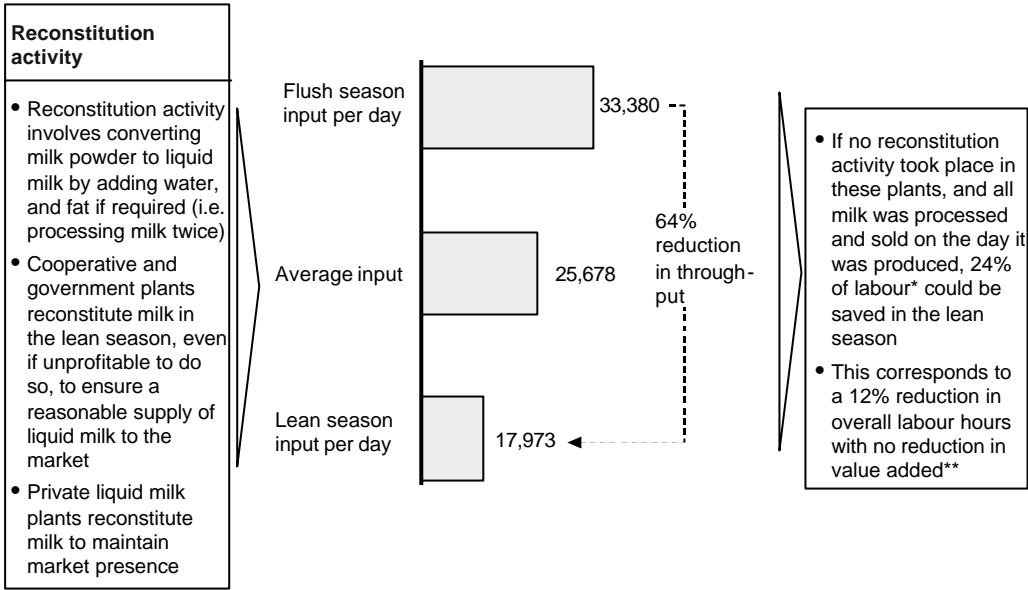 Reconstitution
activity
• Reconstitution activity
involves converting
milk powder to liquid
milk by adding water,
and fat if required (i.e.
processing milk twice)
• Cooperative and
government plants
reconstitute milk in
the lean season, even
if unprofitable to do
so, to ensure a
reasonable supply of
liquid milk to the
market
• Private liquid milk
plants reconstitute
milk to maintain
market presence
Flush season
input per day
33,380
Average input
25,678
Lean season
input per day
17,973
64%
reduction
in through-
put
• If no reconstitution
activity took place in
these plants, and all
milk was processed
and sold on the day it
was produced, 24%
of labour* could be
saved in the lean
season
• This corresponds to
a 12% reduction in
overall labour hours
with no reduction in
value added**